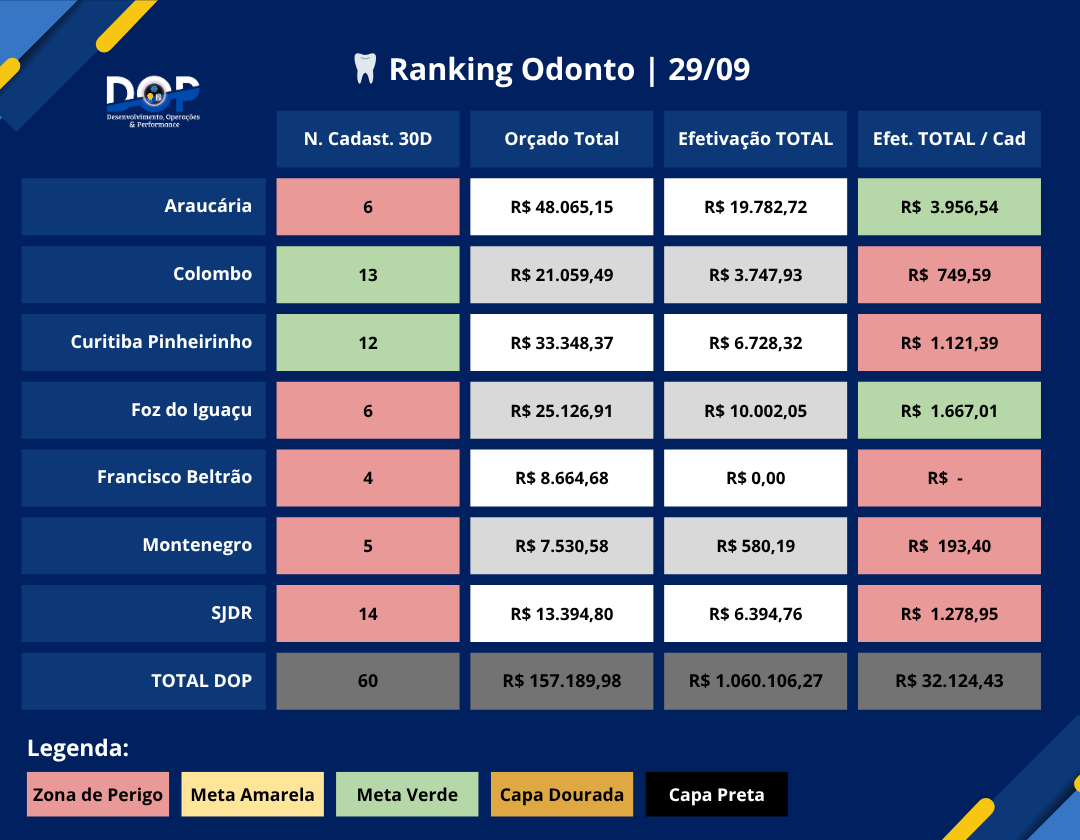 🦷 Ranking Odonto | 29/09
DOP
Desenvolvimento, Operações
& Performance
N. Cadast. 30D Orçado Total Efetivação TOTAL Efet. TOTAL / Cad
Araucária 6 R$ 48.065,15 R$ 19.782,72 R$ 3.956,54
Colombo 13 R$ 21.059,49 R$ 3.747,93 R$ 749,59
Curitiba Pinheirinho 12 R$ 33.348,37 R$ 6.728,32 R$ 1.121,39
Foz do Iguaçu 6 R$ 25.126,91 R$ 10.002,05 R$ 1.667,01
Francisco Beltrão 4 R$ 8.664,68 R$ 0,00 R$ -
Montenegro 5 R$ 7.530,58 R$ 580,19 R$ 193,40
SJDR 14 R$ 13.394,80 R$ 6.394,76 R$ 1.278,95
TOTAL DOP 60 R$ 157.189,98 R$ 1.060.106,27 R$ 32.124,43
Legenda:
Zona de Perigo Meta Amarela Meta Verde Capa Dourada Capa Preta